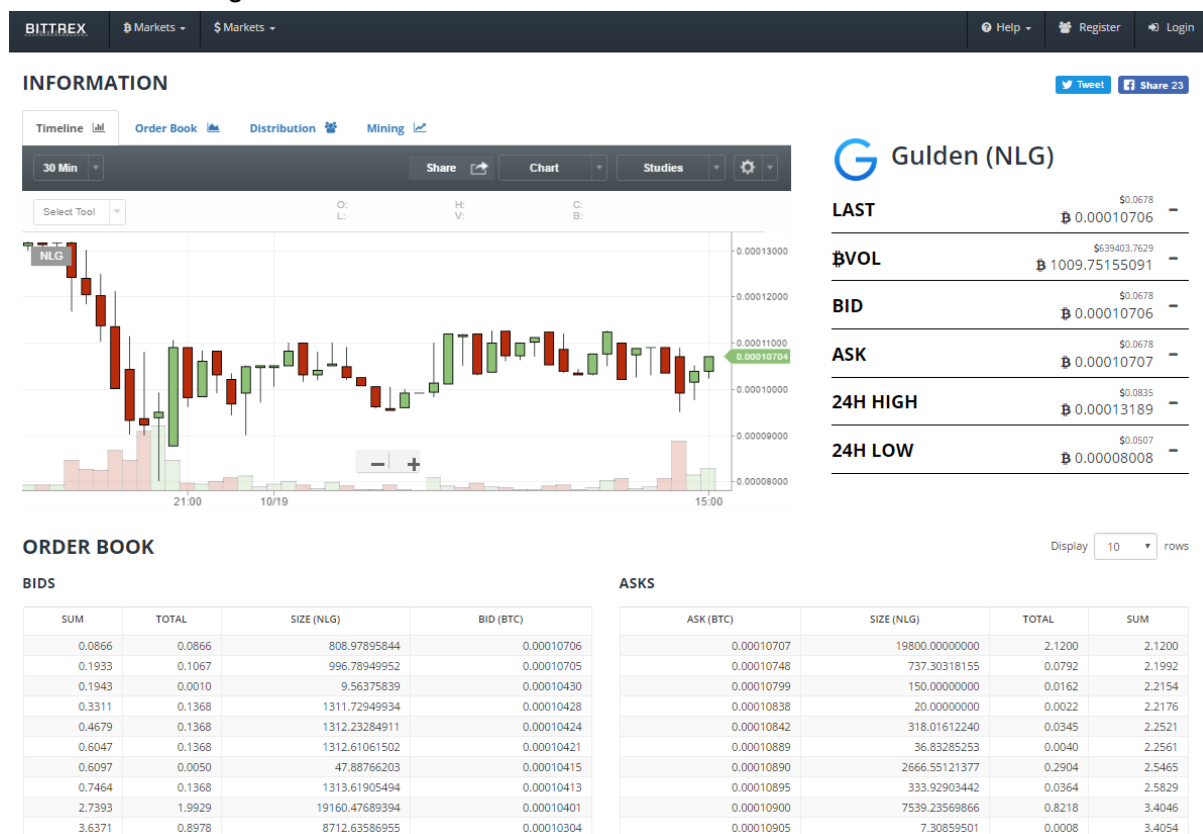 BITTREX ฿ Markets $ Markets Help Register Login
INFORMATION
Tweet Share 23
Timeline Order Book Distribution Mining
30 Min Share Chart Studies
Select Tool
O: H: C:
L: V: B:
NLG
0.00013000
0.00012000
0.00011000
0.00010704
0.00010000
0.00009000
0.00008000
21:00 10/19 15:00
Gulden (NLG)
$0.0678
LAST ฿ 0.00010706 –
$639403.7629
฿VOL ฿ 1009.75155091 –
$0.0678
BID ฿ 0.00010706 –
$0.0678
ASK ฿ 0.00010707 –
$0.0835
24H HIGH ฿ 0.00013189 –
$0.0507
24H LOW ฿ 0.00008008 –
ORDER BOOK
Display 10 rows
BIDS
SUM TOTAL SIZE (NLG) BID (BTC)
0.0866 0.0866 808.97895844 0.00010706
0.1933 0.1067 996.78949952 0.00010705
0.1943 0.0010 9.56375839 0.00010430
0.3311 0.1368 1311.72949934 0.00010428
0.4679 0.1368 1312.23284911 0.00010424
0.6047 0.1368 1312.61061502 0.00010421
0.6097 0.0050 47.88766203 0.00010415
0.7464 0.1368 1313.61905494 0.00010413
2.7393 1.9929 19160.47689394 0.00010401
3.6371 0.8978 8712.63586955 0.00010304
ASKS
ASK (BTC) SIZE (NLG) TOTAL SUM
0.00010707 19800.00000000 2.1200 2.1200
0.00010748 737.30318155 0.0792 2.1992
0.00010799 150.00000000 0.0162 2.2154
0.00010838 20.00000000 0.0022 2.2176
0.00010842 318.01612240 0.0345 2.2521
0.00010889 36.83285253 0.0040 2.2561
0.00010890 2666.55121377 0.2904 2.5465
0.00010895 333.92903442 0.0364 2.5829
0.00010900 7539.23569866 0.8218 3.4046
0.00010905 7.30859501 0.0008 3.4054